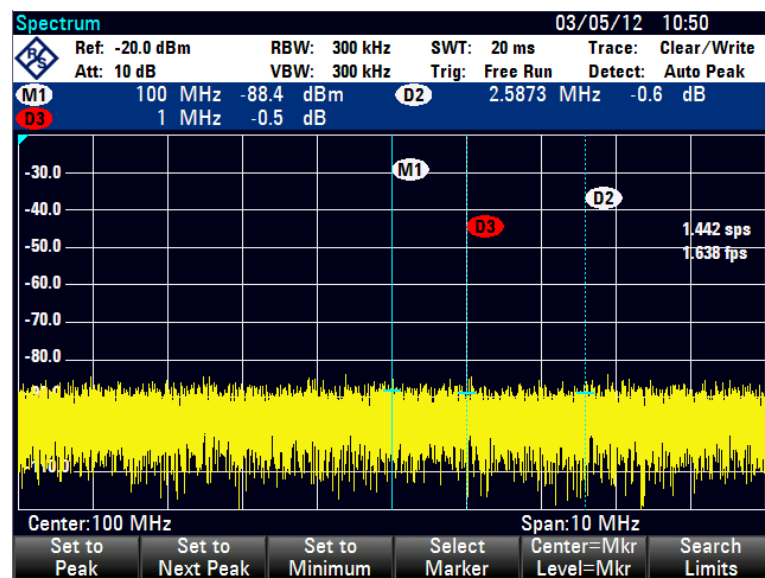 Spectrum 03/05/12 10:50
R&S Ref: -20.0 dBm RBW: 300 kHz SWT: 20 ms Trace: Clear/Write
Att: 10 dB VBW: 300 kHz Trig: Free Run Detect: Auto Peak
M1 100 MHz -88.4 dBm D2 2.5873 MHz -0.6 dB
D3 1 MHz -0.5 dB
-30.0 M1
D2
-40.0
D3 1.442 sps
-50.0 1.638 fps
-60.0
-70.0
-80.0
Center:100 MHz Span:10 MHz
Set to Peak
Set to Next Peak
Set to Minimum
Select Marker
Center=Mkr Level=Mkr
Search Limits